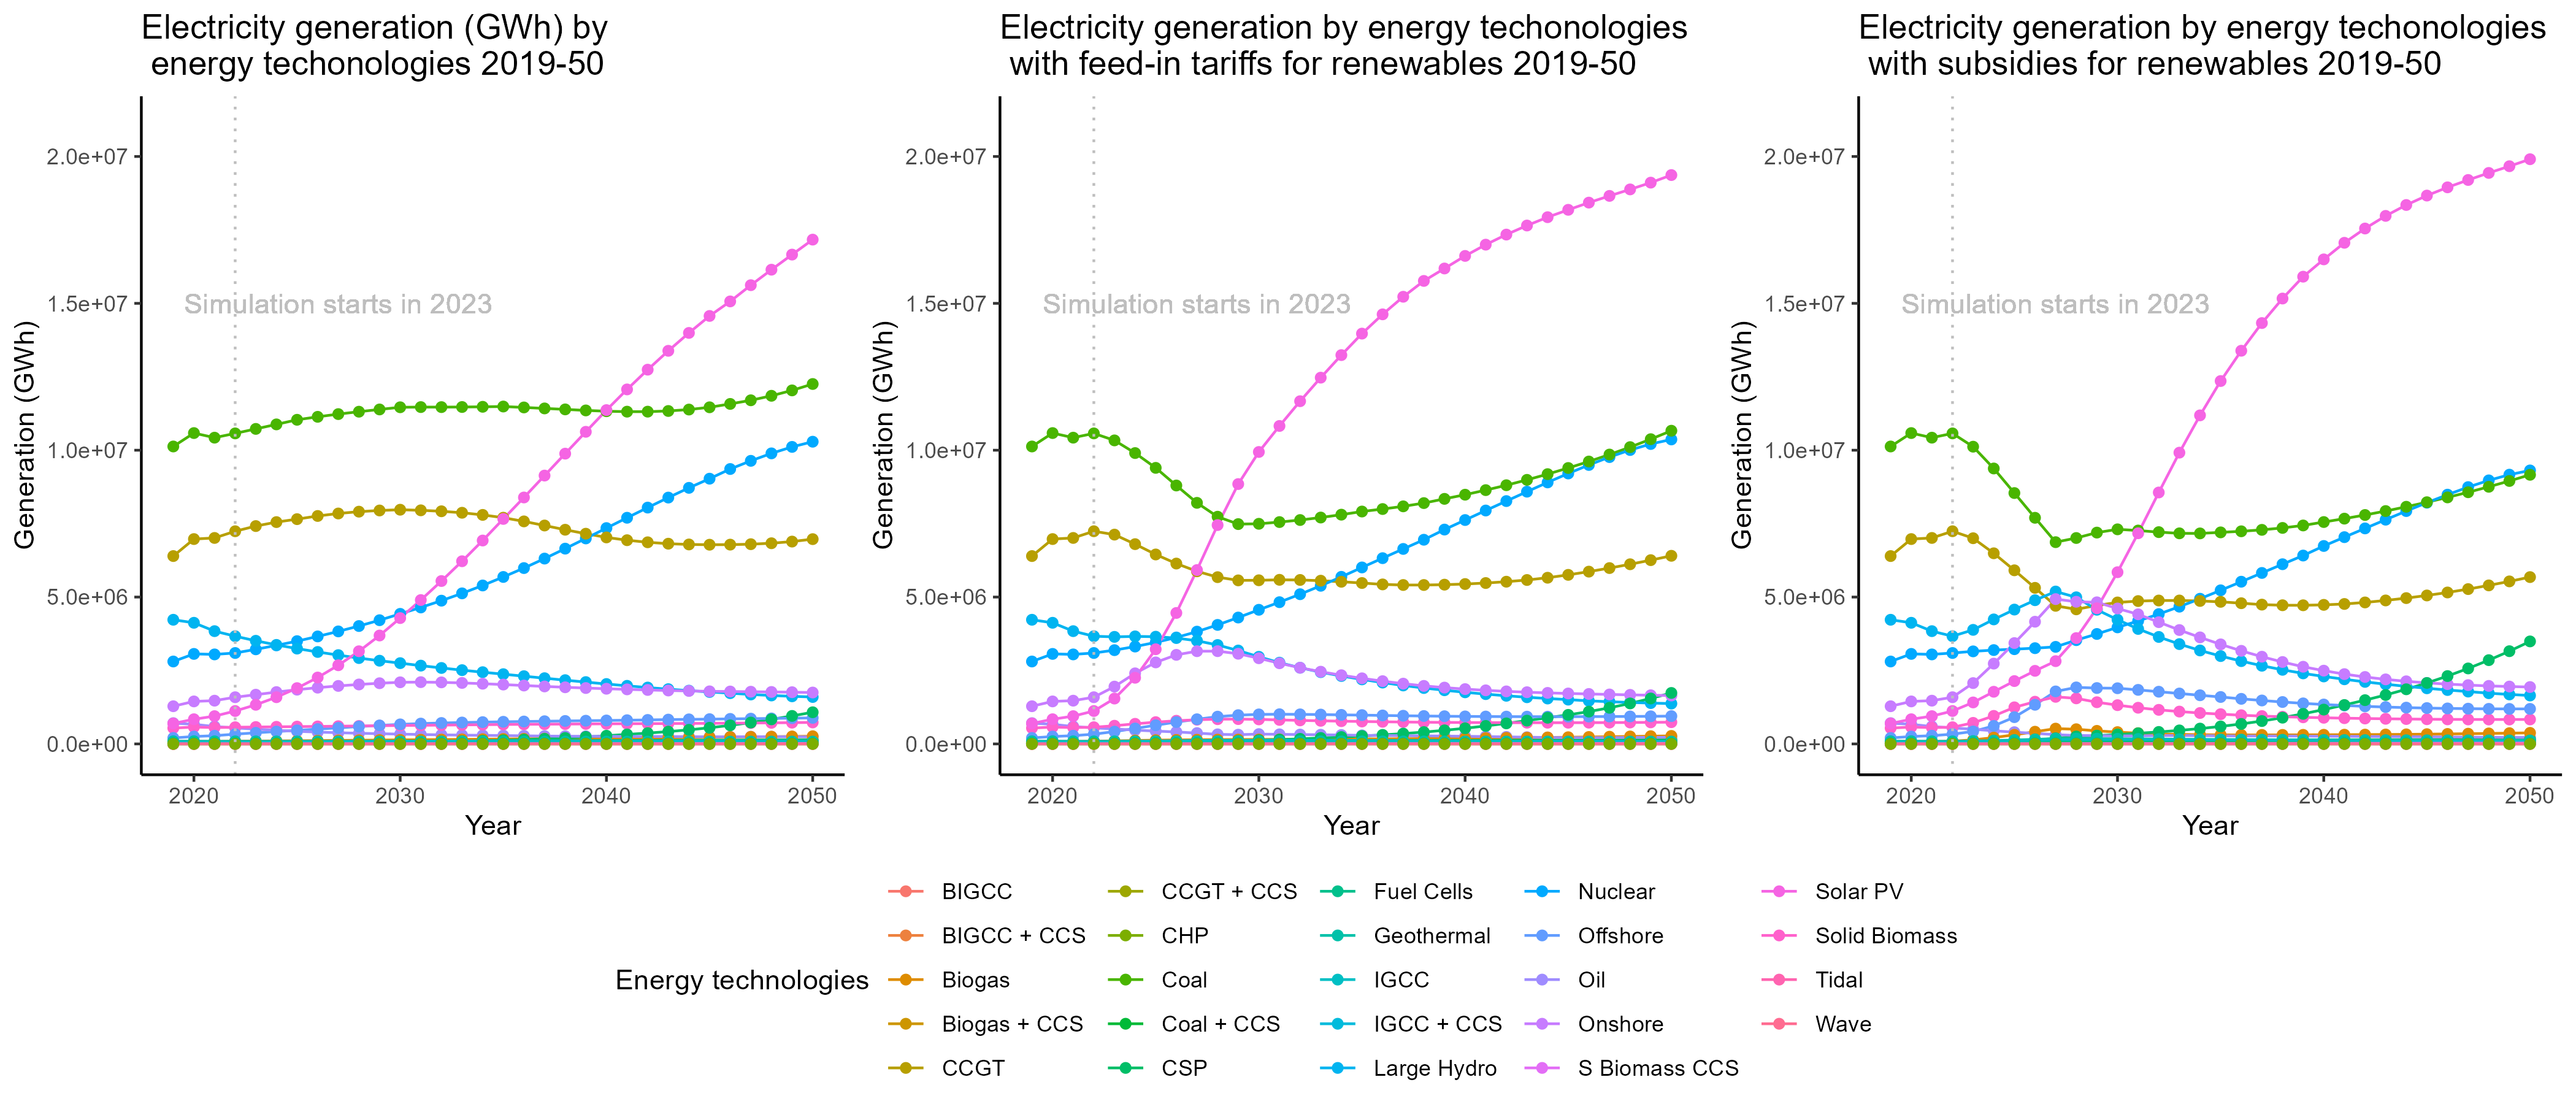 Electricity generation (GWh) by
energy techonologies 2019-50
Generation (GWh)
2.0e+07
1.5e+07
1.0e+07
5.0e+06
0.0e+00
Simulation starts in 2023
2020
2030
2040
2050
Year
Electricity generation by energy techonologies
with feed-in tariffs for renewables 2019-50
Generation (GWh)
2.0e+07
1.5e+07
1.0e+07
5.0e+06
0.0e+00
Simulation starts in 2023
2020
2030
2040
2050
Year
Electricity generation by energy techonologies
with subsidies for renewables 2019-50
Generation (GWh)
2.0e+07
1.5e+07
1.0e+07
5.0e+06
0.0e+00
Simulation starts in 2023
2020
2030
2040
2050
Year
Energy technologies
BIGCC
BIGCC + CCS
Biogas
Biogas + CCS
CCGT
CCGT + CCS
CHP
Coal
Coal + CCS
CSP
Fuel Cells
Geothermal
IGCC
IGCC + CCS
Large Hydro
Nuclear
Offshore
Oil
Onshore
S Biomass CCS
Solar PV
Solid Biomass
Tidal
Wave